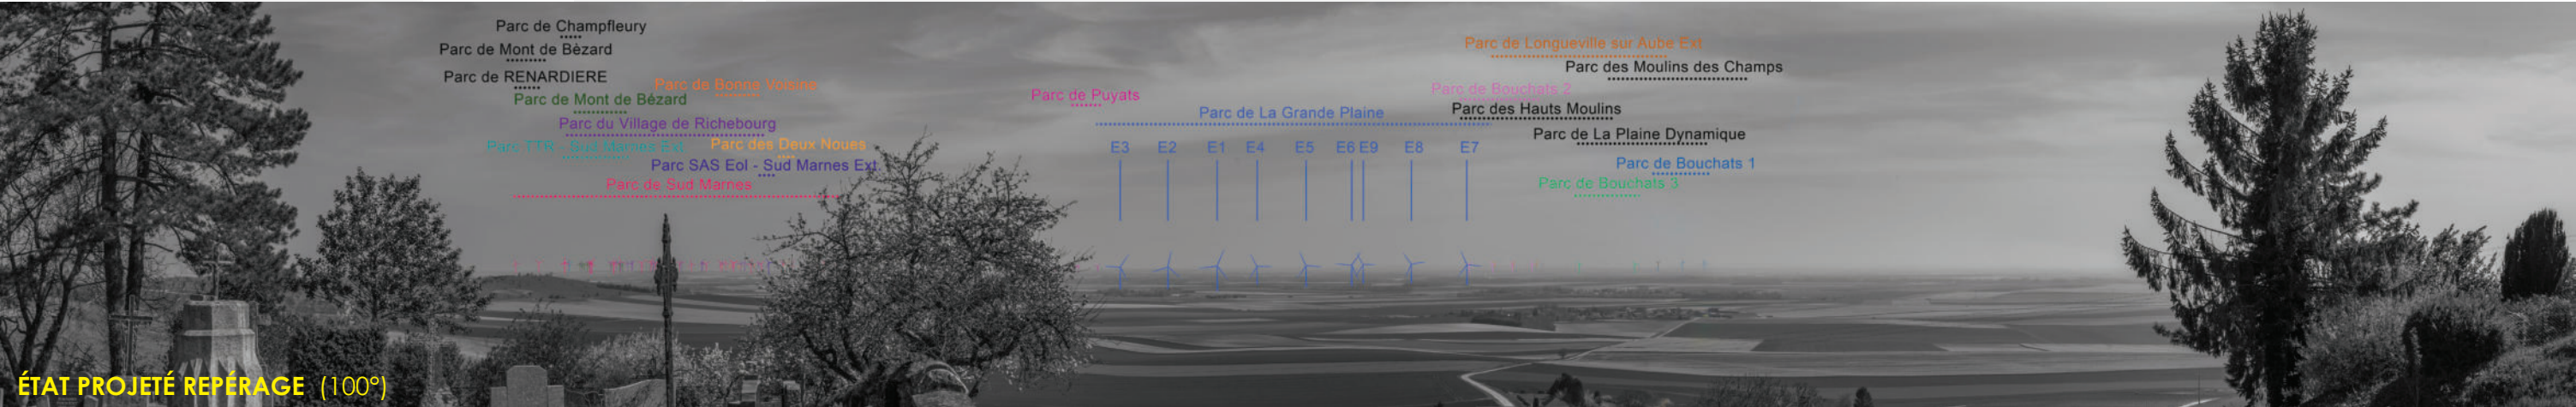 Parc de Champfleury
Parc de Mont de Bèzard
Parc de RENARDIERE
Parc de Bonne Voisine
Parc de Mont de Bézard
Parc du Village de Richebourg
Parc TTR - Sud Marnes Ext
Parc des Deux Noues
Parc SAS Eol - Sud Marnes Ext
Parc de Sud Marnes
Parc de Puyats
Parc de La Grande Plaine
E3 E2 E1 E4 E5 E6 E9 E8 E7
Parc de Longueville sur Aube Ext
Parc des Moulins des Champs
Parc de Bouchats 2
Parc des Hauts Moulins
Parc de La Plaine Dynamique
Parc de Bouchats 1
Parc de Bouchats 3
ÉTAT PROJETÉ REPÉRAGE (100°)